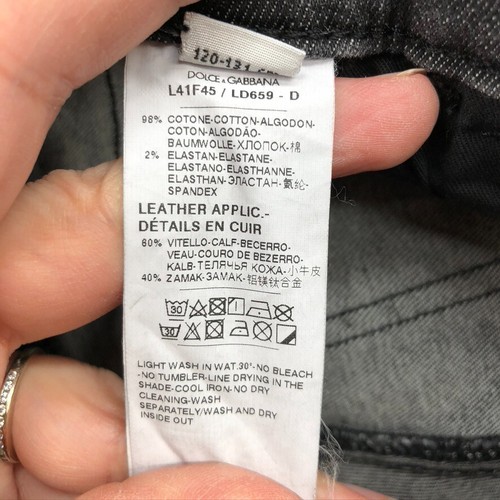 120-131 cm
DOLCE&GABBANA
L41F45 / LD659 - D
98% COTONE-COTTON-ALGODON-
COTON-ALGODÃO-
BAUMWOLLE-ХЛОПОК-棉
2% ELASTAN-ELASTANE-
ELASTANO-ELASTHANNE-
ELASTHAN-ЭЛАСТАН-氨纶-
SPANDEX
LEATHER APPLIC.-
DÉTAILS EN CUIR
60% VITELLO-CALF-BECERRO-
VEAU-COURO DE BEZERRO-
KALB-ТЕЛЯЧЬЯ КОЖА-小牛皮
40% ZAMAK-ЗАМАК-铝镁钛合金
30
30
LIGHT WASH IN WAT.30°-NO BLEACH
-NO TUMBLER-LINE DRYING IN THE
SHADE-COOL IRON-NO DRY
CLEANING-WASH
SEPARATELY/WASH AND DRY
INSIDE OUT